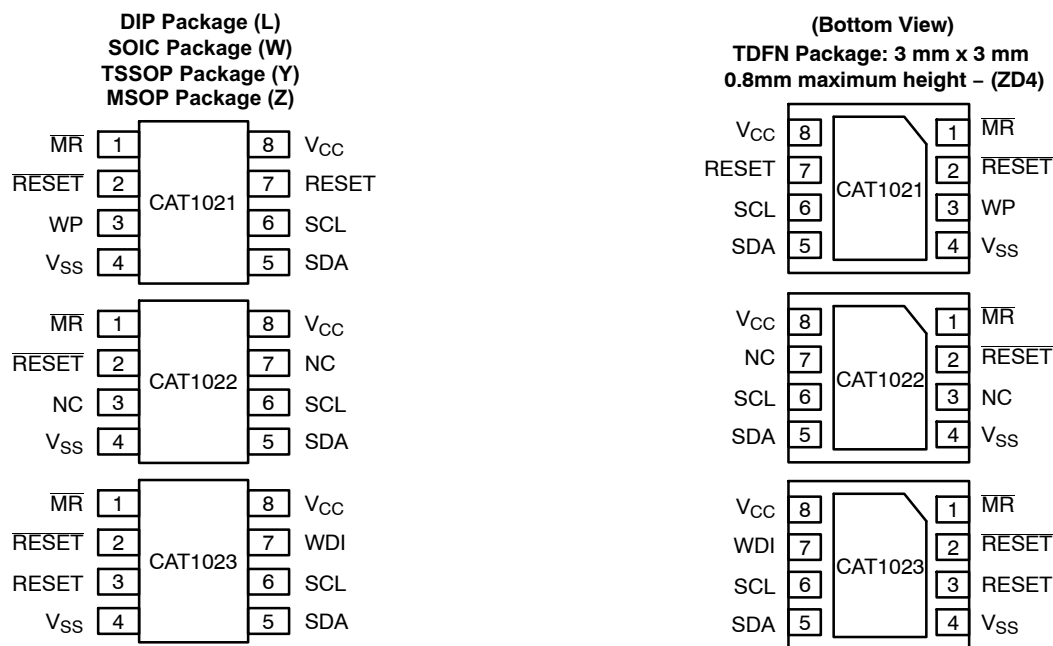 DIP Package (L)
SOIC Package (W)
TSSOP Package (Y)
MSOP Package (Z)
MR 1 8 VCC
RESET 2 7 RESET
CAT1021
WP 3 6 SCL
VSS 4 5 SDA
MR 1 8 VCC
RESET 2 7 NC
CAT1022
NC 3 6 SCL
VSS 4 5 SDA
MR 1 8 VCC
RESET 2 7 WDI
CAT1023
RESET 3 6 SCL
VSS 4 5 SDA
(Bottom View)
TDFN Package: 3 mm x 3 mm
0.8mm maximum height – (ZD4)
VCC 8 1 MR
RESET 7 2 RESET
CAT1021
SCL 6 3 WP
SDA 5 4 VSS
VCC 8 1 MR
NC 7 2 RESET
CAT1022
SCL 6 3 NC
SDA 5 4 VSS
VCC 8 1 MR
WDI 7 2 RESET
CAT1023
SCL 6 3 RESET
SDA 5 4 VSS